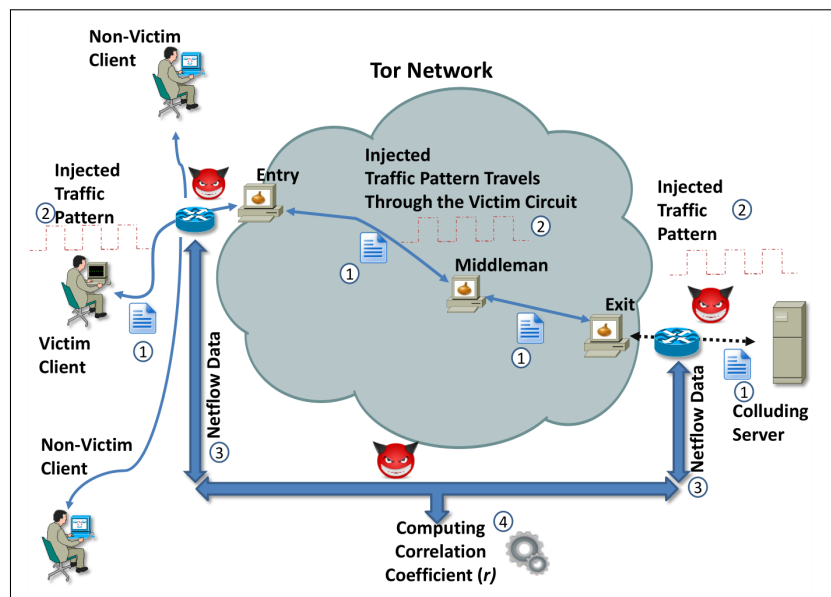 Non-Victim
Client
Tor Network
Injected
Traffic
Pattern
2
Entry
Injected
Traffic Pattern Travels
Through the Victim Circuit
2
Injected
Traffic
Pattern
2
1
Middleman
Exit
Victim
Client
1
1
1
Colluding
Server
Netflow Data
3
Netflow Data
3
Non-Victim
Client
Computing
Correlation
Coefficient (r)
4